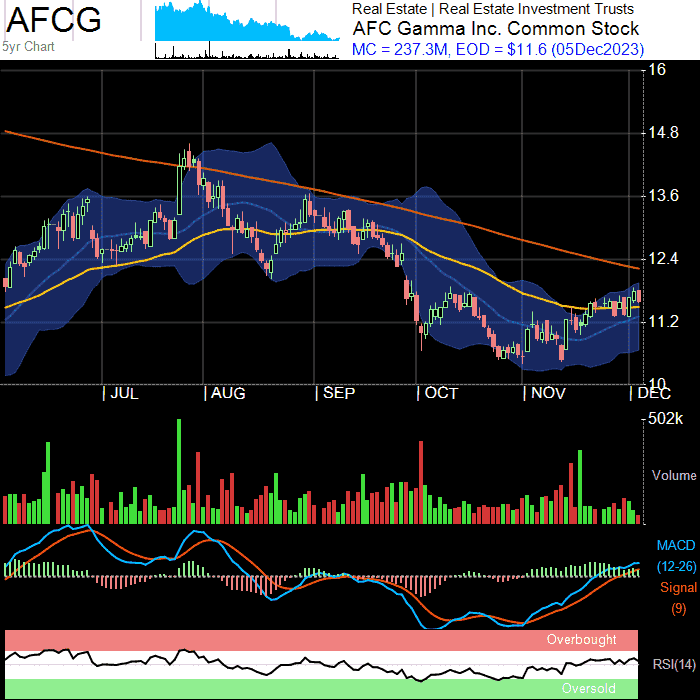 AFCG
5yr Chart
Real Estate | Real Estate Investment Trusts
AFC Gamma Inc. Common Stock
MC = 237.3M, EOD = $11.6 (05Dec2023)
16
14.8
13.6
12.4
11.2
10
JUL AUG SEP OCT NOV DEC
502k
Volume
MACD
(12-26)
Signal
(9)
Overbought
RSI(14)
Oversold